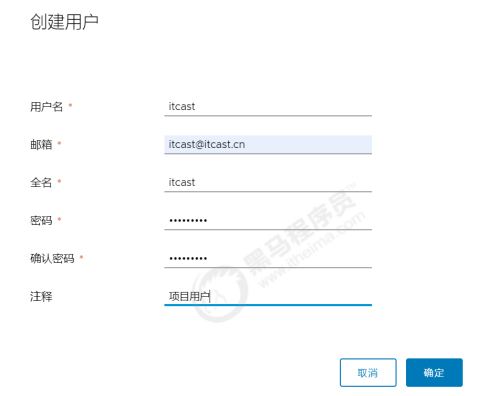 创建用户
用户名 * itcast
邮箱 * itcast@itcast.cn
全名 * itcast
密码 * •••••••••
确认密码 * •••••••••
注释 项目用户
黑马程序员™
www.itheima.com
取消 确定